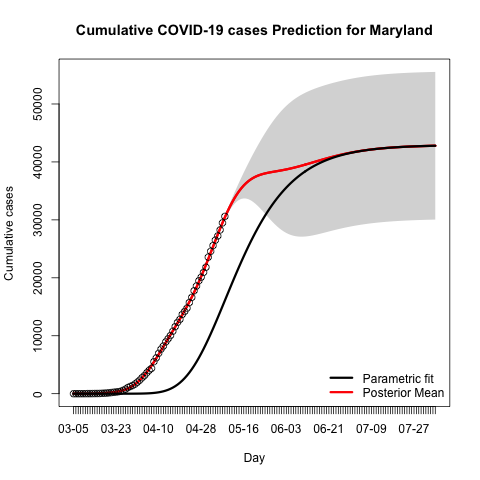 Cumulative COVID-19 cases Prediction for Maryland
Cumulative cases
50000
40000
30000
20000
10000
0
Parametric fit
Posterior Mean
03-05 03-23 04-10 04-28 05-16 06-03 06-21 07-09 07-27
Day